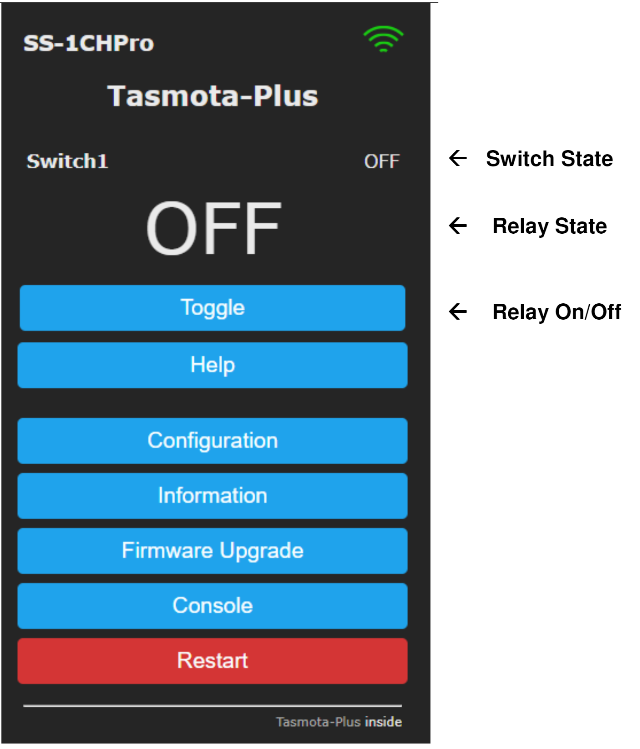 SS-1CHPro
Tasmota-Plus
Switch1 OFF ← Switch State
OFF ← Relay State
Toggle ← Relay On/Off
Help
Configuration
Information
Firmware Upgrade
Console
Restart
Tasmota-Plus inside